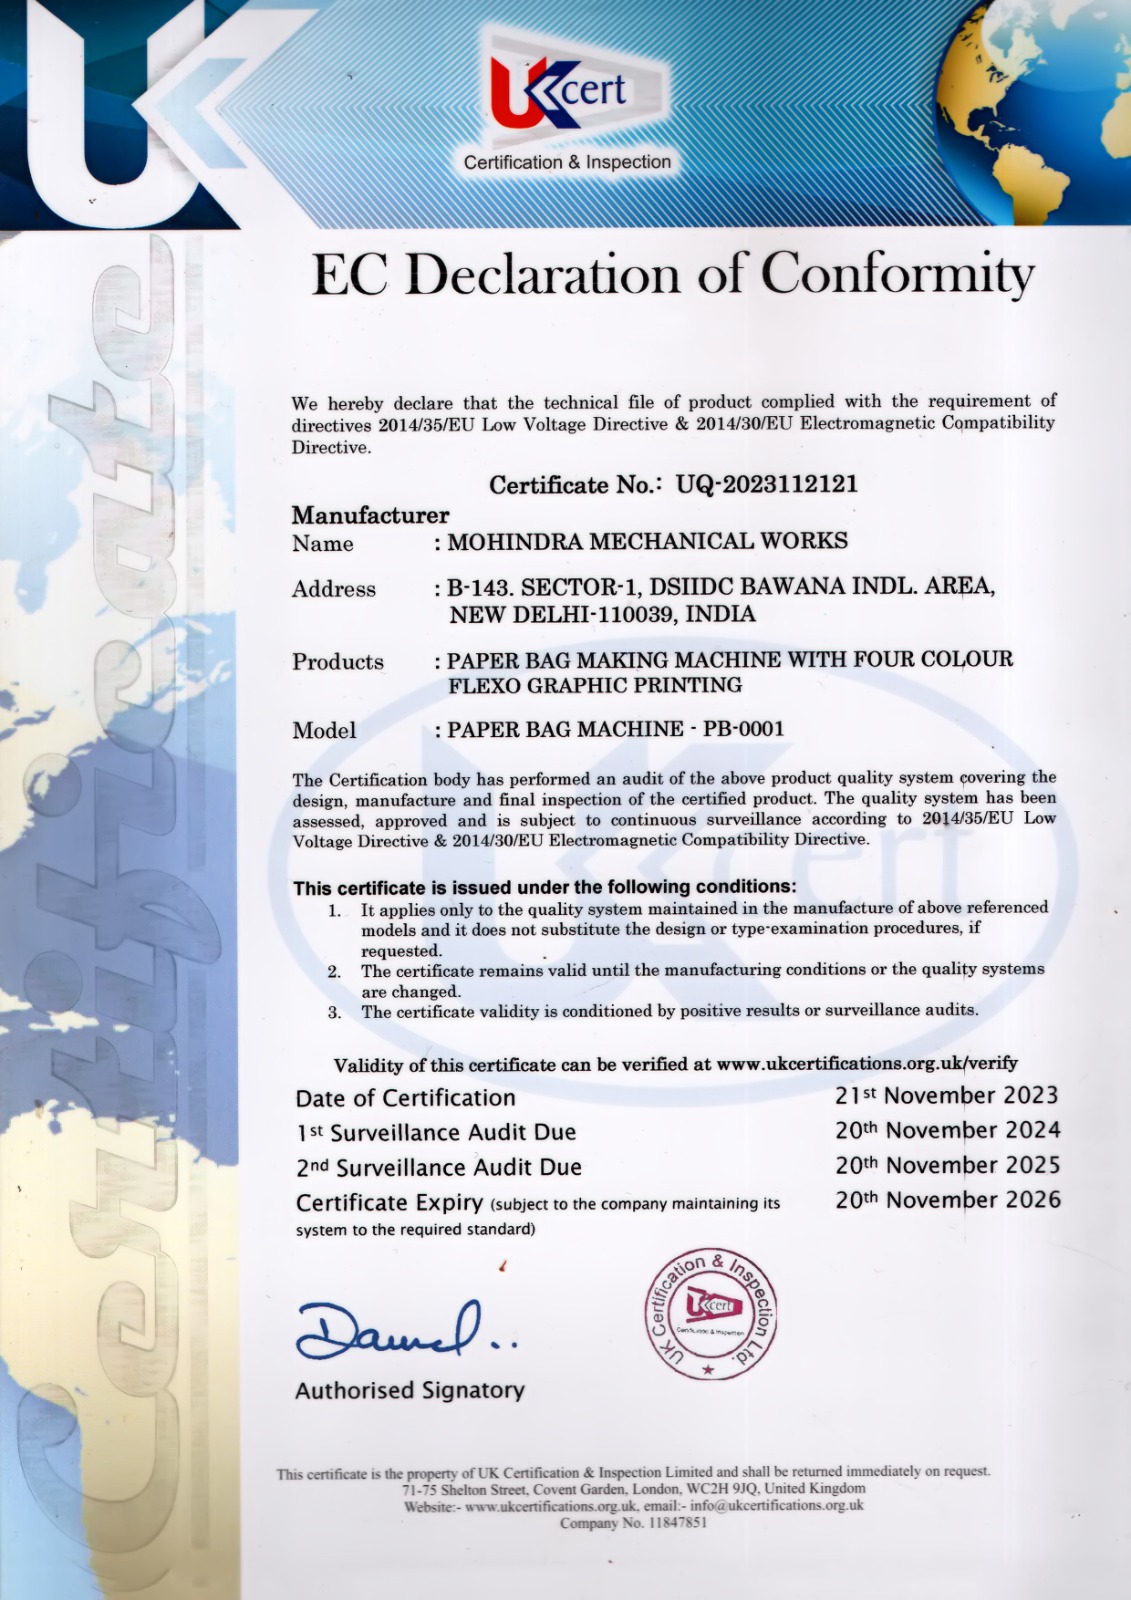 UK
UKcert
Certification & Inspection
EC Declaration of Conformity
Certificate
We hereby declare that the technical file of product complied with the requirement of
directives 2014/35/EU Low Voltage Directive & 2014/30/EU Electromagnetic Compatibility
Directive.
Certificate No.: UQ-2023112121
Manufacturer
Name : MOHINDRA MECHANICAL WORKS
Address : B-143. SECTOR-1, DSIIDC BAWANA INDL. AREA,
NEW DELHI-110039, INDIA
Products : PAPER BAG MAKING MACHINE WITH FOUR COLOUR
FLEXO GRAPHIC PRINTING
Model : PAPER BAG MACHINE - PB-0001
The Certification body has performed an audit of the above product quality system covering the
design, manufacture and final inspection of the certified product. The quality system has been
assessed, approved and is subject to continuous surveillance according to 2014/35/EU Low
Voltage Directive & 2014/30/EU Electromagnetic Compatibility Directive.
This certificate is issued under the following conditions:
1. It applies only to the quality system maintained in the manufacture of above referenced
models and it does not substitute the design or type-examination procedures, if
requested.
2. The certificate remains valid until the manufacturing conditions or the quality systems
are changed.
3. The certificate validity is conditioned by positive results or surveillance audits.
UKcert
Validity of this certificate can be verified at www.ukcertifications.org.uk/verify
Date of Certification 21st November 2023
1st Surveillance Audit Due 20th November 2024
2nd Surveillance Audit Due 20th November 2025
Certificate Expiry (subject to the company maintaining its 20th November 2026
system to the required standard)
UK Certification & Inspection Ltd.
UKcert
Certification & Inspection
Authorised Signatory
This certificate is the property of UK Certification & Inspection Limited and shall be returned immediately on request.
71-75 Shelton Street, Covent Garden, London, WC2H 9JQ, United Kingdom
Website:- www.ukcertifications.org.uk, email:- info@ukcertifications.org.uk
Company No. 11847851